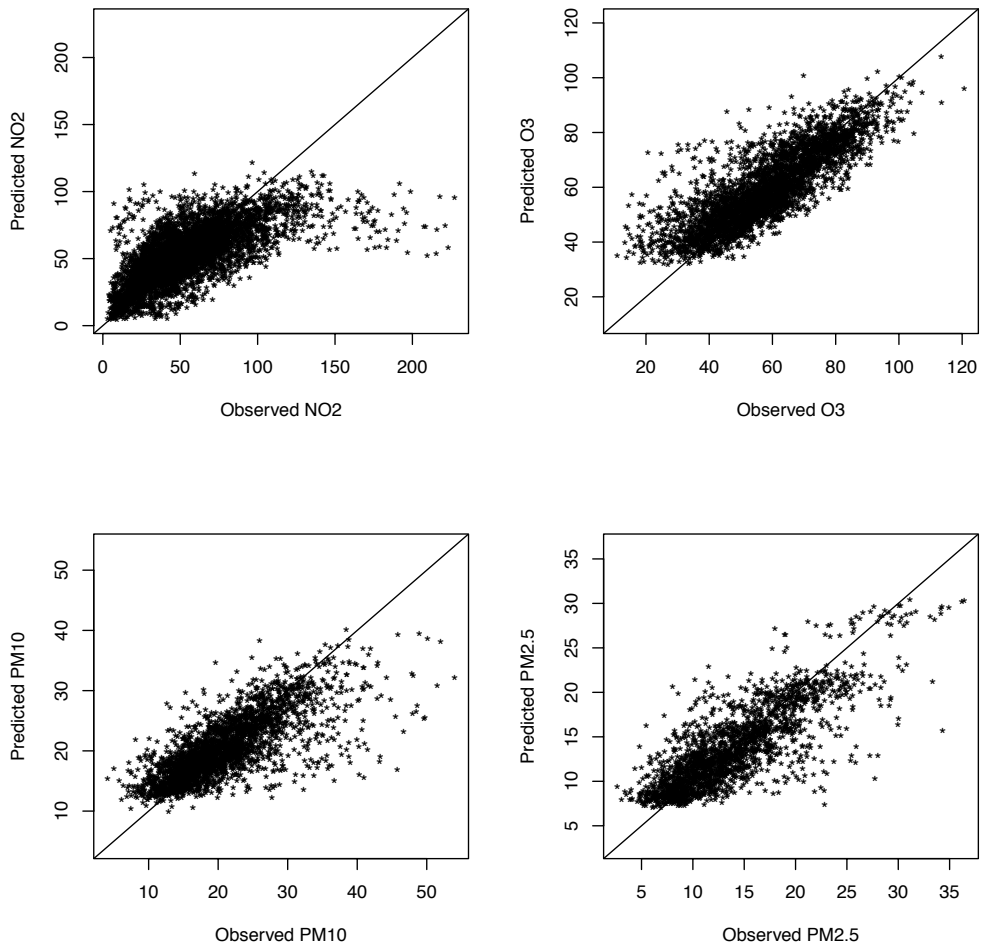 Predicted NO2
200
150
100
50
0
0 50 100 150 200
Observed NO2
Predicted O3
120
100
80
60
40
20
20 40 60 80 100 120
Observed O3
Predicted PM10
50
40
30
20
10
10 20 30 40 50
Observed PM10
Predicted PM2.5
35
30
25
20
15
10
5
5 10 15 20 25 30 35
Observed PM2.5